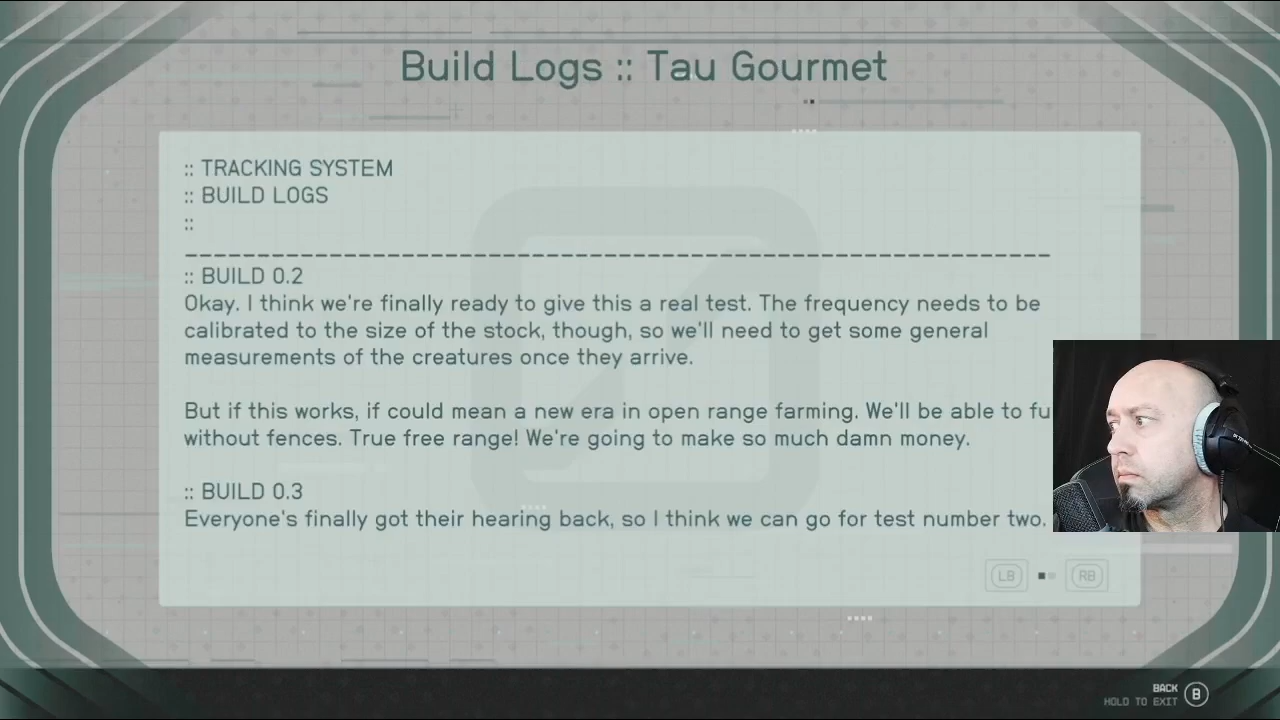 Build Logs :: Tau Gourmet
:: TRACKING SYSTEM
:: BUILD LOGS
::
:: BUILD 0.2
Okay. I think we're finally ready to give this a real test. The frequency needs to be
calibrated to the size of the stock, though, so we'll need to get some general
measurements of the creatures once they arrive.
But if this works, if could mean a new era in open range farming. We'll be able to
without fences. True free range! We're going to make so much damn money.
:: BUILD 0.3
Everyone's finally got their hearing back, so I think we can go for test number two.
LB RB
BACK
HOLD TO EXIT B